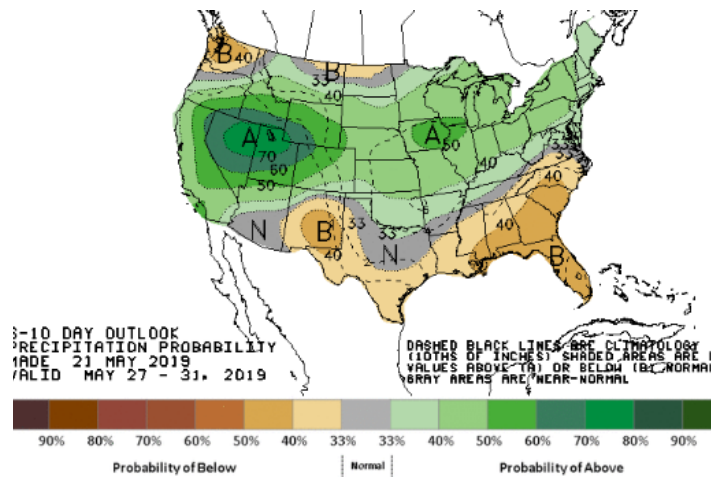 B 40
B
33
40
A
70
60
50
A 50
40
33
40
N
B
40
33
33
N
40
B
6-10 DAY OUTLOOK
PRECIPITATION PROBABILITY
MADE 21 MAY 2019
VALID MAY 27 - 31, 2019
DASHED BLACK LINES ARE CLIMATOLOGY
(10THS OF INCHES) SHADED AREAS ARE
VALUES ABOVE (A) OR BELOW (B) NORMAL
GRAY AREAS ARE NEAR-NORMAL
90% 80% 70% 60% 50% 40% 33% 33% 40% 50% 60% 70% 80% 90%
Probability of Below Normal Probability of Above